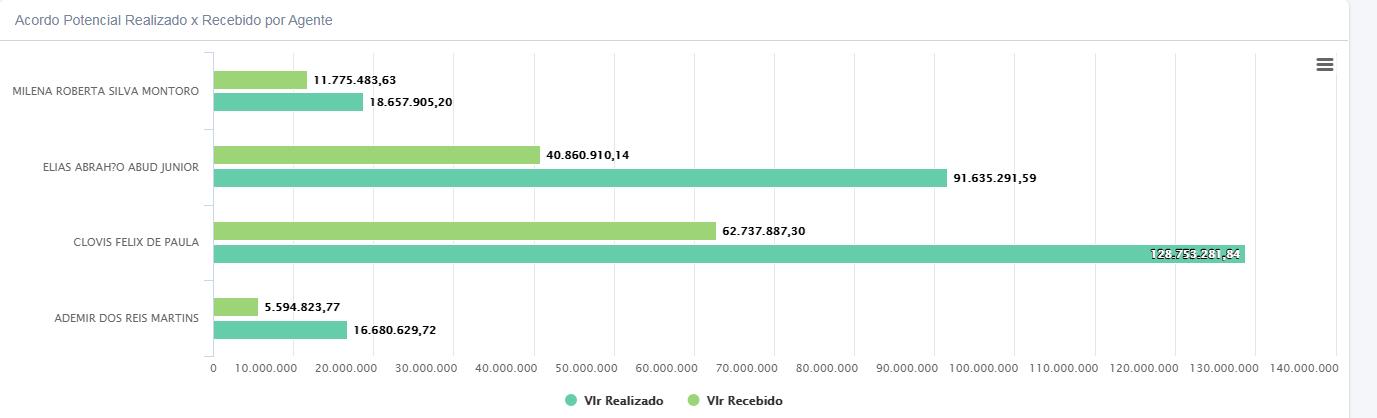 Acordo Potencial Realizado x Recebido por Agente
MILENA ROBERTA SILVA MONTORO
11.775.483,63
18.657.905,20
ELIAS ABRAH?O ABUD JUNIOR
40.860.910,14
91.635.291,59
CLOVIS FELIX DE PAULA
62.737.887,30
128.753.281,84
ADEMIR DOS REIS MARTINS
5.594.823,77
16.680.629,72
0 10.000.000 20.000.000 30.000.000 40.000.000 50.000.000 60.000.000 70.000.000 80.000.000 90.000.000 100.000.000 110.000.000 120.000.000 130.000.000 140.000.000
Vlr Realizado Vlr Recebido